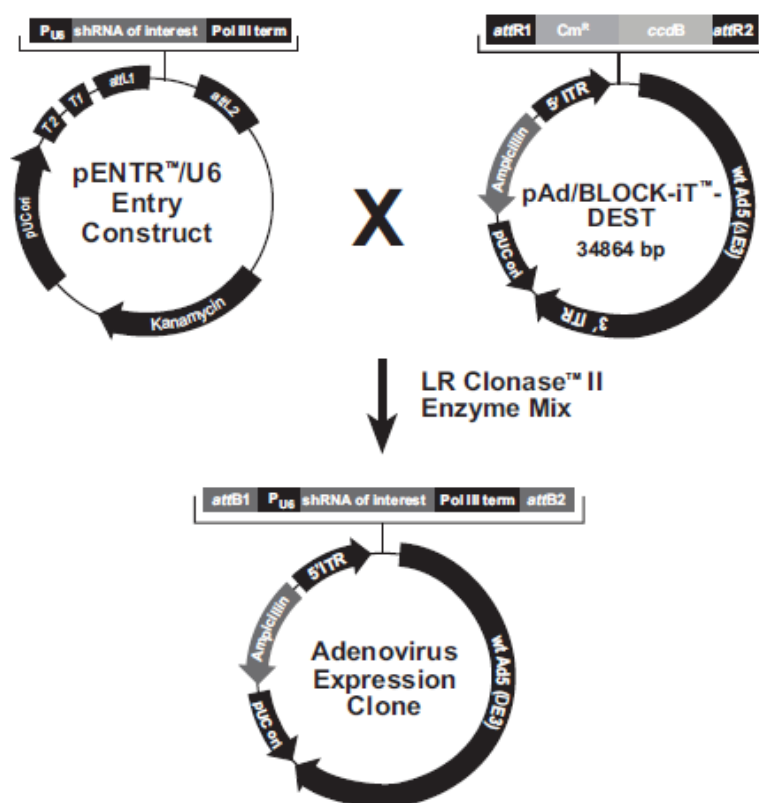 PU6 shRNA of interest Pol III term
attL1
T1
T2
attL2
pUC ori
pENTR™/U6
Entry
Construct
Kanamycin
X
attR1 CmR ccdB attR2
5' ITR
Ampicillin
wt Ad5 (ΔE3)
pAd/BLOCK-iT™-
DEST
34864 bp
pUC ori
3' ITR
LR Clonase™ II
Enzyme Mix
attB1 PU6 shRNA of interest Pol III term attB2
5'ITR
Ampicillin
wt Ad5 (DE3)
Adenovirus
Expression
Clone
pUC ori